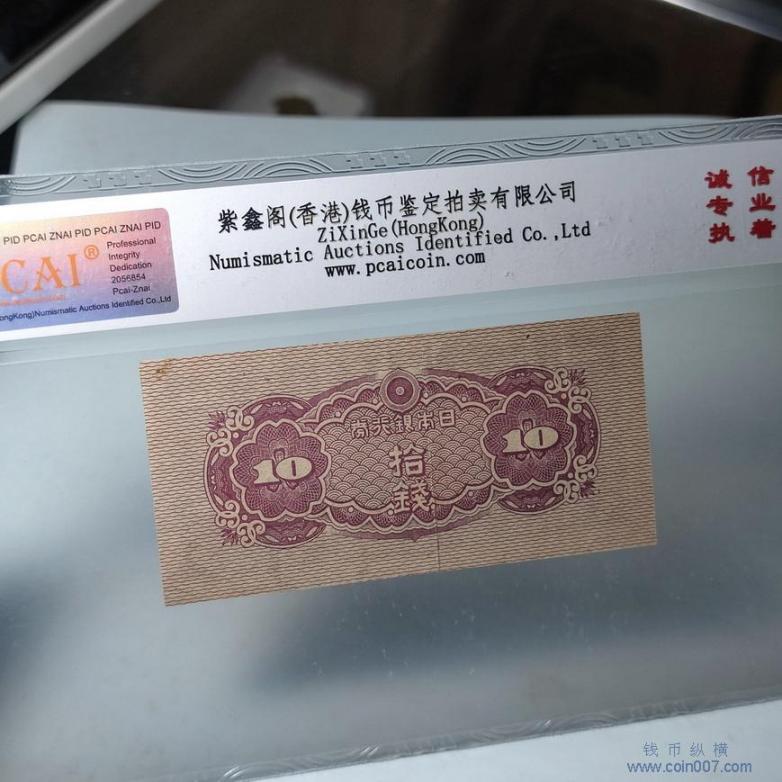 PID PCAI ZNAI PID PCAI ZNAI PID
CAI®
Professional
Integrity
Dedication
2056854
Pcai-Znai
ongKong)Numismatic Auctions Identified Co.,Ltd
紫鑫阁(香港)钱币鉴定拍卖有限公司
ZiXinGe(HongKong)
Numismatic Auctions Identified Co.,Ltd
www.pcaicoin.com
诚信
专业
执着
券行銀本日
拾
錢
10
10
钱币纵横
www.coin007.com